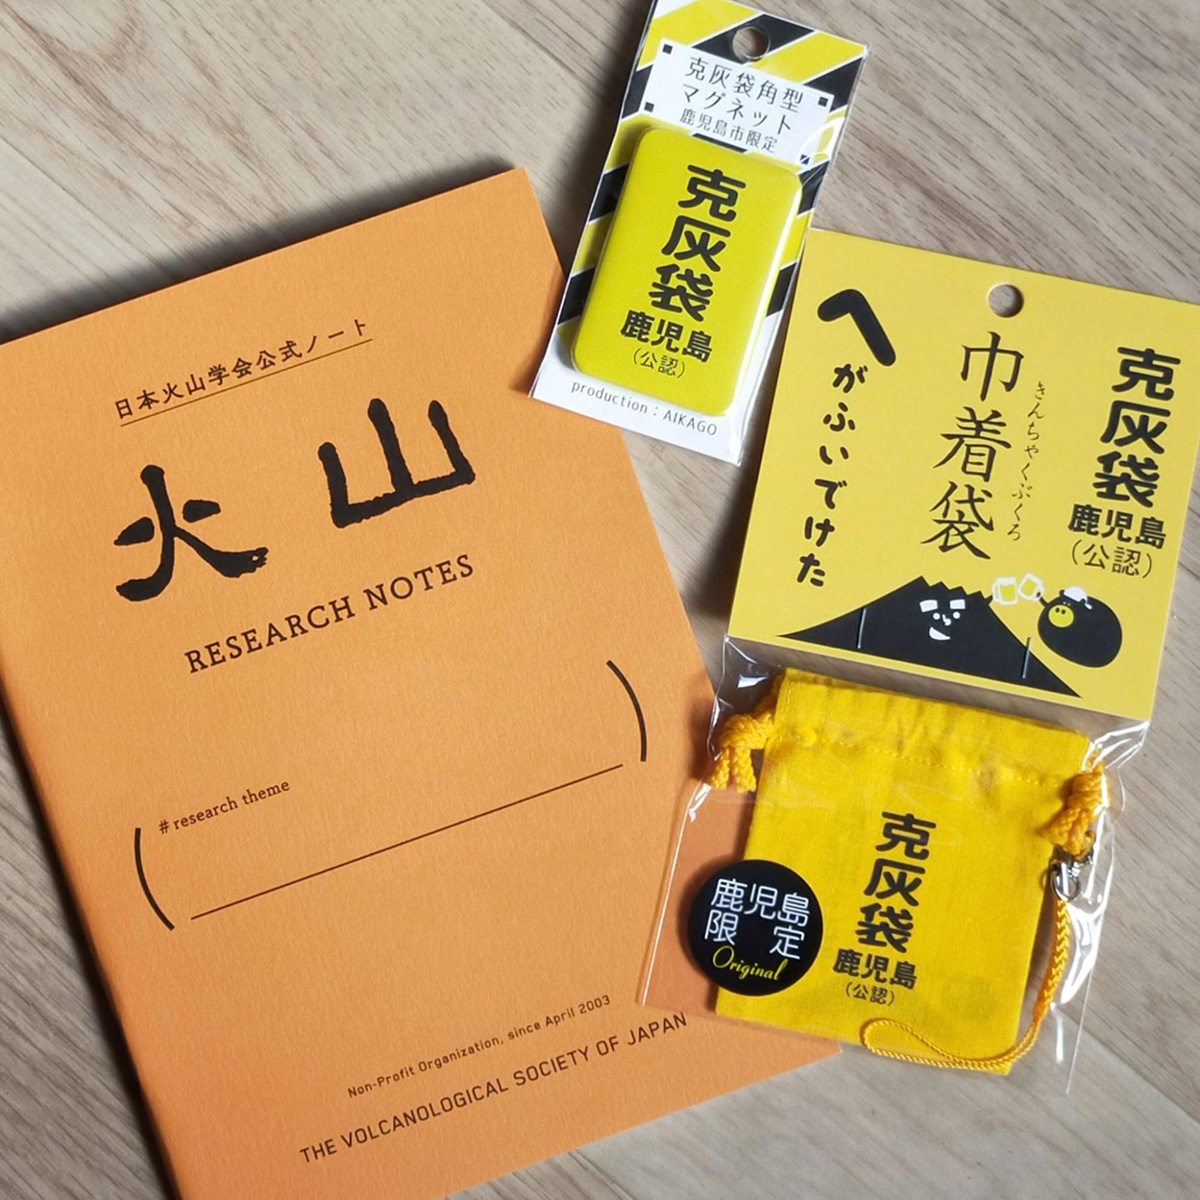 日本火山学会公式ノート
火山
RESEARCH NOTES
# research theme
Non-Profit Organization, since April 2003
THE VOLCANOLOGICAL SOCIETY OF JAPAN
克灰袋角型
マグネット
鹿児島市限定
克灰袋
鹿児島
(公認)
production : AIKAGO
克灰袋
鹿児島
(公認)
きんちゃくぶくろ
巾着袋
へがふいでけた
克灰袋
鹿児島
(公認)
鹿児島
限定
Original